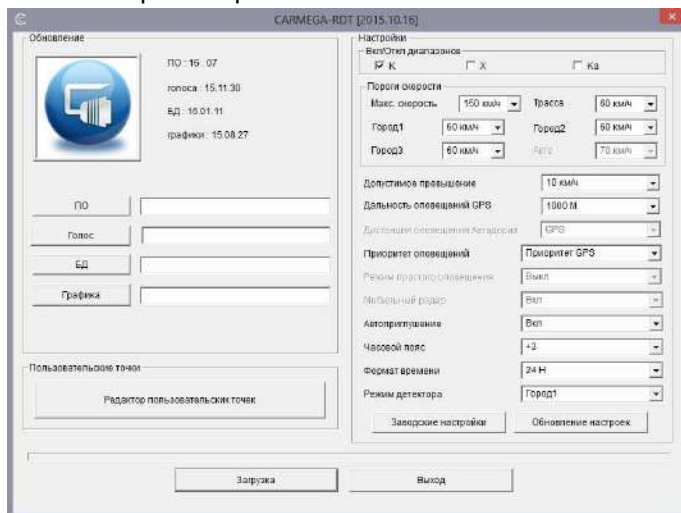 CARMEGA-RDT [2015.10.16]
Обновление
ПО : 16 . 07
голоса : 15.11.30
БД : 16.01.11
графики : 15.08.27
ПО
Голос
БД
Графика
Пользовательские точки
Редактор пользовательских точек
Настройки
Вкл/Откл диапазонов
K X Ka
Пороги скорости
Макс. скорость 150 км/ч Трасса 60 км/ч
Город1 60 км/ч Город2 60 км/ч
Город3 60 км/ч Авто 70 км/ч
Допустимое превышение 10 км/ч
Дальность оповещений GPS 1000 М
Дистанция оповещения Автодория GPS
Приоритет оповещений Приоритет GPS
Режим простого оповещения Выкл
Мобильный радар Вкл
Автоприглушение Вкл
Часовой пояс +3
Формат времени 24 H
Режим детектора Город1
Заводские настройки Обновление настроек
Загрузка Выход